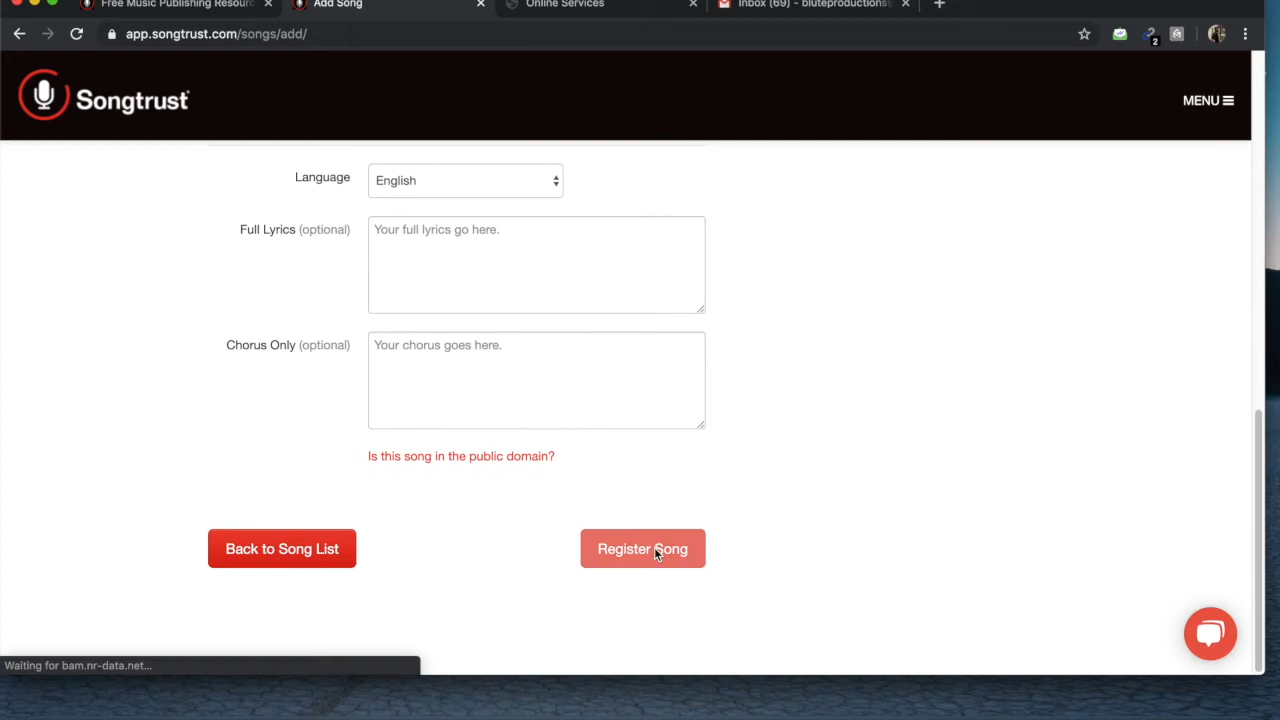 Free Music Publishing Resour
Add Song
Online Services
Inbox (69) - bluteproductions@
app.songtrust.com/songs/add/
2
Songtrust
MENU
Language
English
Full Lyrics (optional)
Your full lyrics go here.
Chorus Only (optional)
Your chorus goes here.
Is this song in the public domain?
Back to Song List
Register Song
Waiting for bam.nr-data.net...